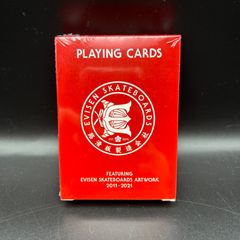 PLAYING CARDS
EVISEN SKATEBOARDS
FEATURING
EVISEN SKATEBOARDS ARTWORK
2011-2021